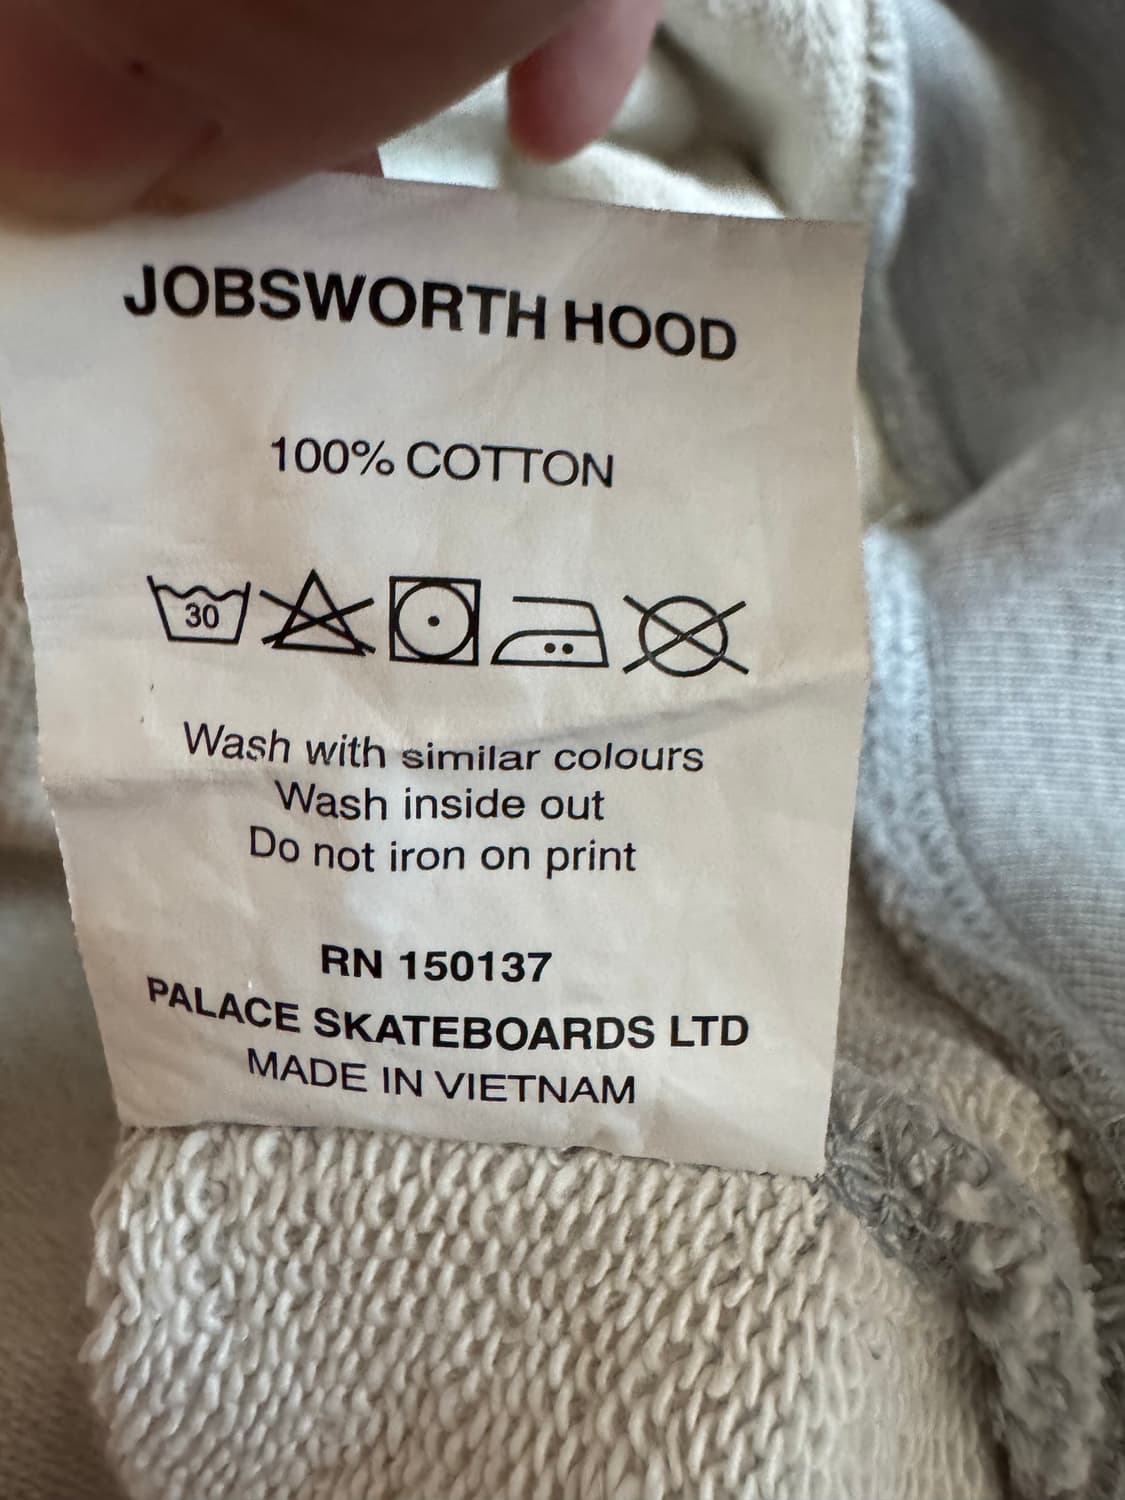 JOBSWORTH HOOD
100% COTTON
30
Wash with similar colours
Wash inside out
Do not iron on print
RN 150137
PALACE SKATEBOARDS LTD
MADE IN VIETNAM